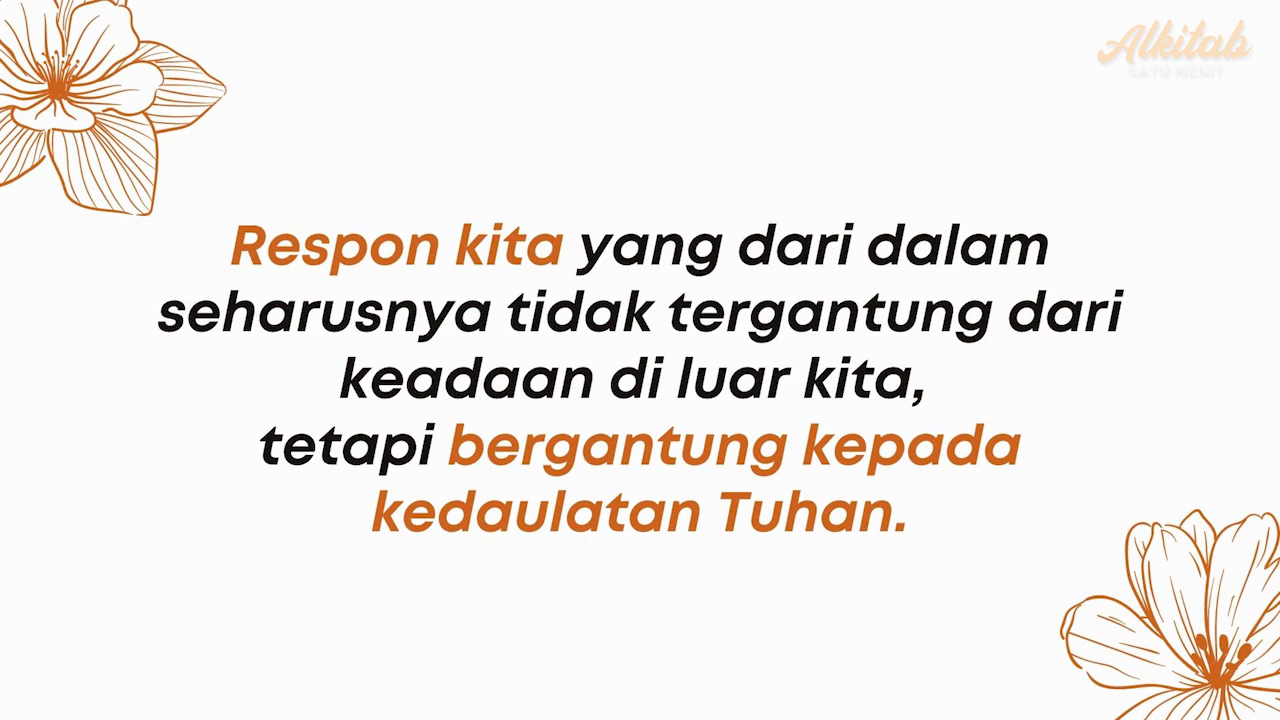 Alkitab
SATU MENIT
Respon kita yang dari dalam
seharusnya tidak tergantung dari
keadaan di luar kita,
tetapi bergantung kepada
kedaulatan Tuhan.